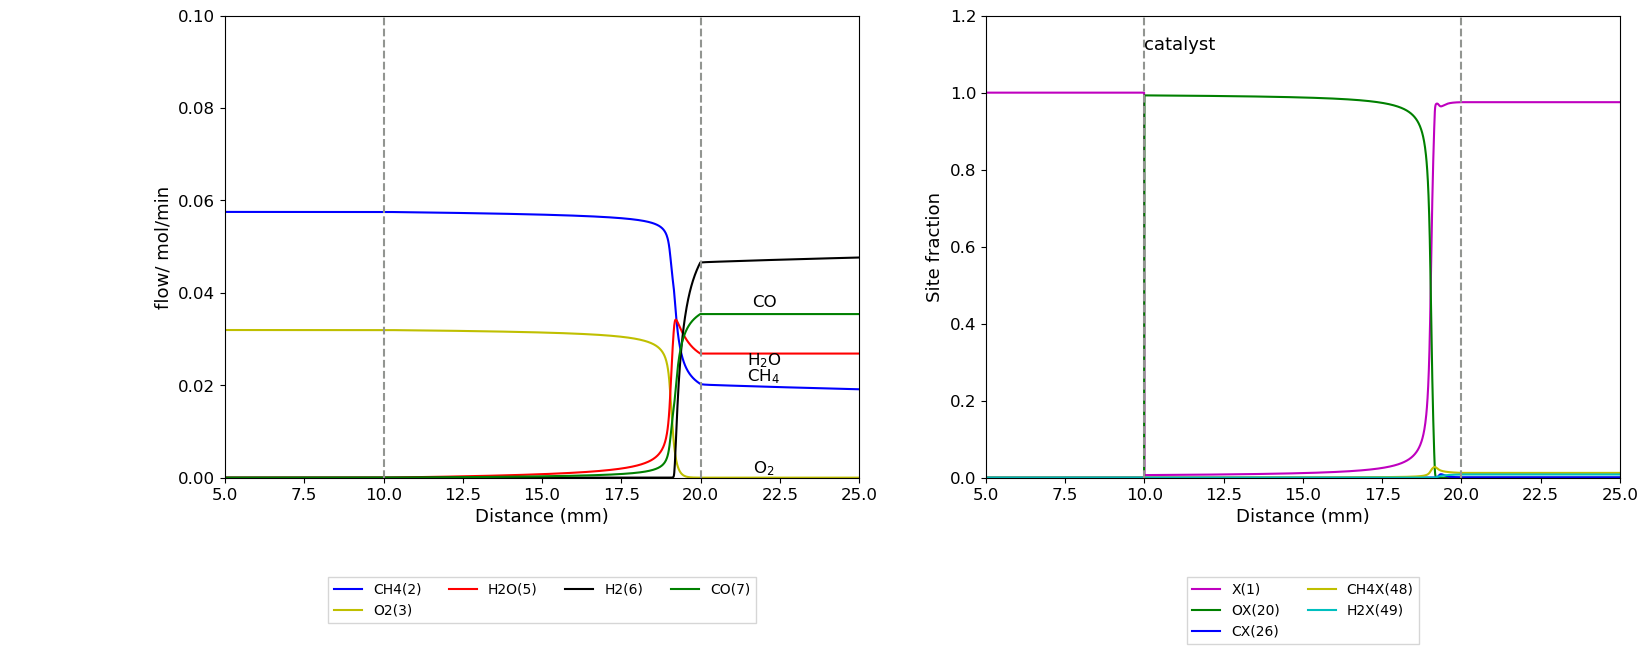 flow/ mol/min
0.10
0.08
0.06
0.04
0.02
0.00
CO
H₂O
CH₄
O₂
5.0 7.5 10.0 12.5 15.0 17.5 20.0 22.5 25.0
Distance (mm)
CH4(2) H2O(5) H2(6) CO(7)
O2(3)
Site fraction
1.2
1.0
0.8
0.6
0.4
0.2
0.0
catalyst
5.0 7.5 10.0 12.5 15.0 17.5 20.0 22.5 25.0
Distance (mm)
X(1) CH4X(48)
OX(20) H2X(49)
CX(26)